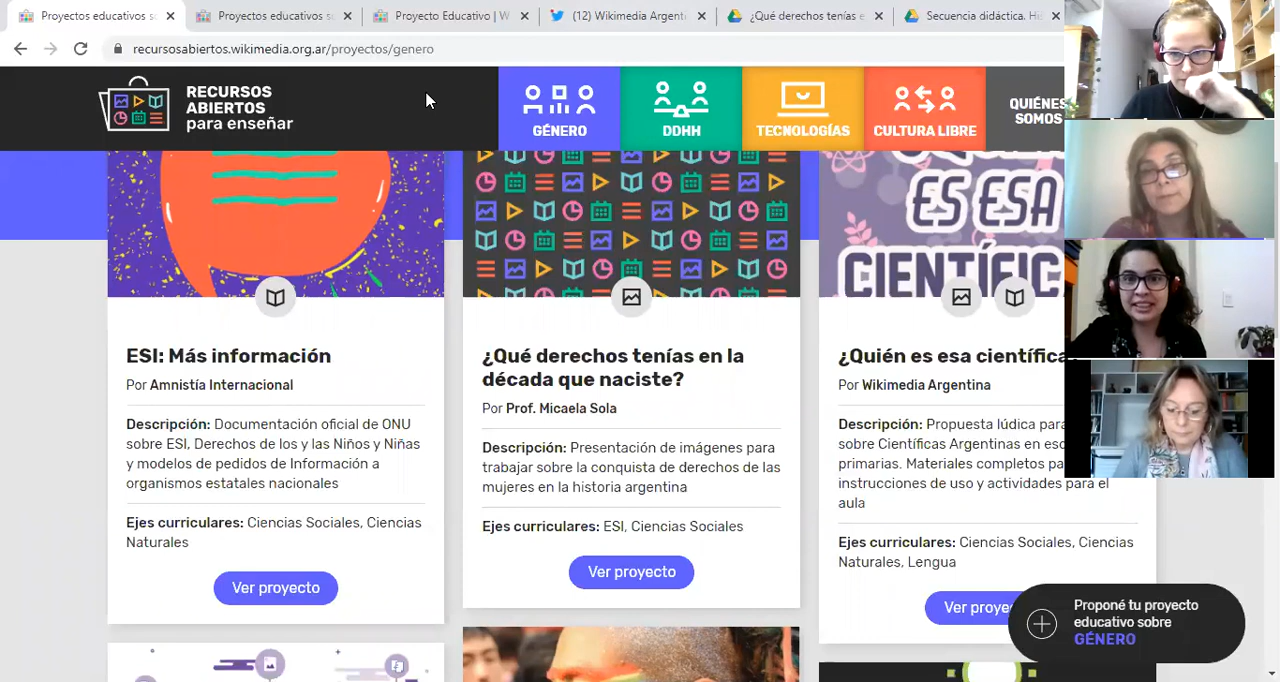 Proyectos educativos s
Proyectos educativos s
Proyecto Educativo | W
(12) Wikimedia Argenti
¿Qué derechos tenías e
Secuencia didáctica. Hi
recursosabiertos.wikimedia.org.ar/proyectos/genero
RECURSOS
ABIERTOS
para enseñar
GÉNERO
DDHH
TECNOLOGÍAS
CULTURA LIBRE
QUIÉNES
SOMOS
ES ESA
CIENTÍFIC
ESI: Más información
Por Amnistía Internacional
Descripción: Documentación oficial de ONU
sobre ESI, Derechos de los y las Niños y Niñas
y modelos de pedidos de Información a
organismos estatales nacionales
Ejes curriculares: Ciencias Sociales, Ciencias
Naturales
Ver proyecto
¿Qué derechos tenías en la
década que naciste?
Por Prof. Micaela Sola
Descripción: Presentación de imágenes para
trabajar sobre la conquista de derechos de las
mujeres en la historia argentina
Ejes curriculares: ESI, Ciencias Sociales
Ver proyecto
¿Quién es esa científica
Por Wikimedia Argentina
Descripción: Propuesta lúdica para
sobre Científicas Argentinas en esc
primarias. Materiales completos pa
instrucciones de uso y actividades para el
aula
Ejes curriculares: Ciencias Sociales, Ciencias
Naturales, Lengua
Ver proye
Proponé tu proyecto
educativo sobre
GÉNERO